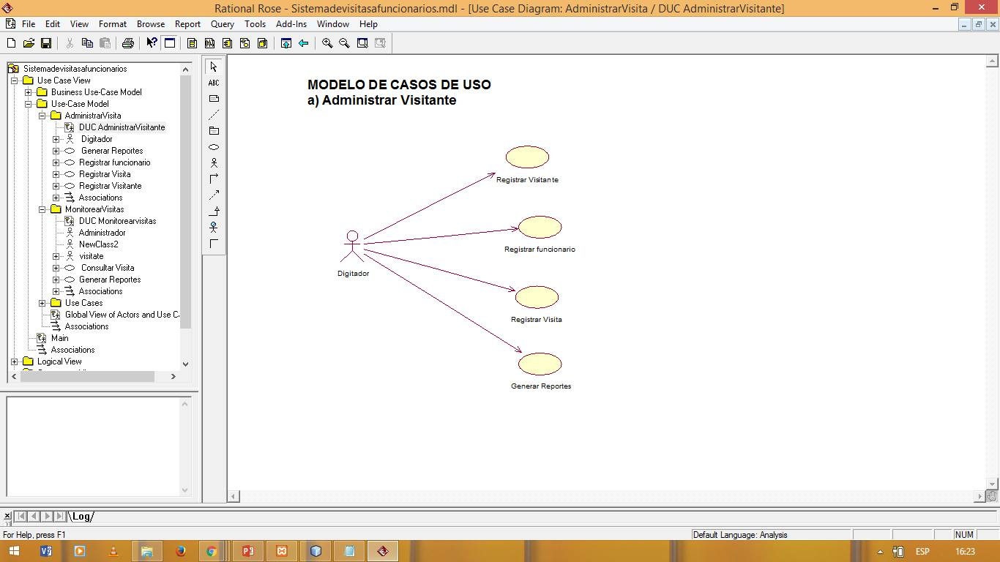 Rational Rose - Sistemadevisitasafuncionarios.mdl - [Use Case Diagram: AdministrarVisita / DUC AdministrarVisitante]
File Edit View Format Browse Report Query Tools Add-Ins Window Help
Sistemadevisitasafuncionarios
Use Case View
Business Use-Case Model
Use-Case Model
AdministrarVisita
DUC AdministrarVisitante
Digitador
Generar Reportes
Registrar funcionario
Registrar Visita
Registrar Visitante
Associations
MonitorearVisitas
DUC Monitorearvisitas
Administrador
NewClass2
visitate
Consultar Visita
Generar Reportes
Associations
Use Cases
Global View of Actors and Use C
Associations
Main
Associations
Logical View
ABC
MODELO DE CASOS DE USO
a) Administrar Visitante
Registrar Visitante
Registrar funcionario
Digitador
Registrar Visita
Generar Reportes
Log
For Help, press F1
Default Language: Analysis
NUM
ESP
16:23